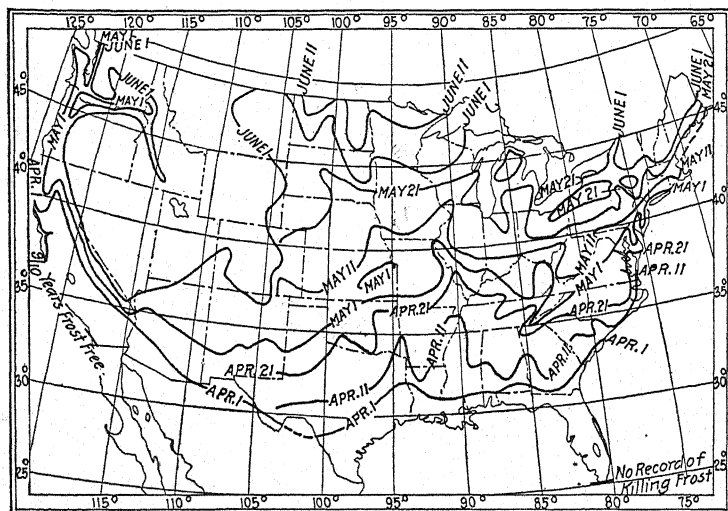 125° 120° 115° 110° 105° 100° 95° 90° 85° 80° 75° 70° 65°
MAY 1
JUNE 1
JUNE 1
MAY 1
MAY 1
JUNE 11
JUNE 1
JUNE 11
JUNE 1
JUNE 1
JUNE 1
MAY 21
45°
45°
40°
40°
35°
35°
30°
30°
25°
25°
APR. 1
9/10 Years Frost Free
MAY 21
MAY 21
MAY 21
MAY 11
MAY 1
APR. 21
APR. 11
MAY 11
MAY 1
MAY 1
APR. 21
APR. 11
MAY 11
MAY 1
APR. 21
APR. 11
APR. 1
APR. 21
APR. 11
APR. 1
APR. 1
No Record of
Killing Frost
115° 110° 105° 100° 95° 90° 85° 80° 75°